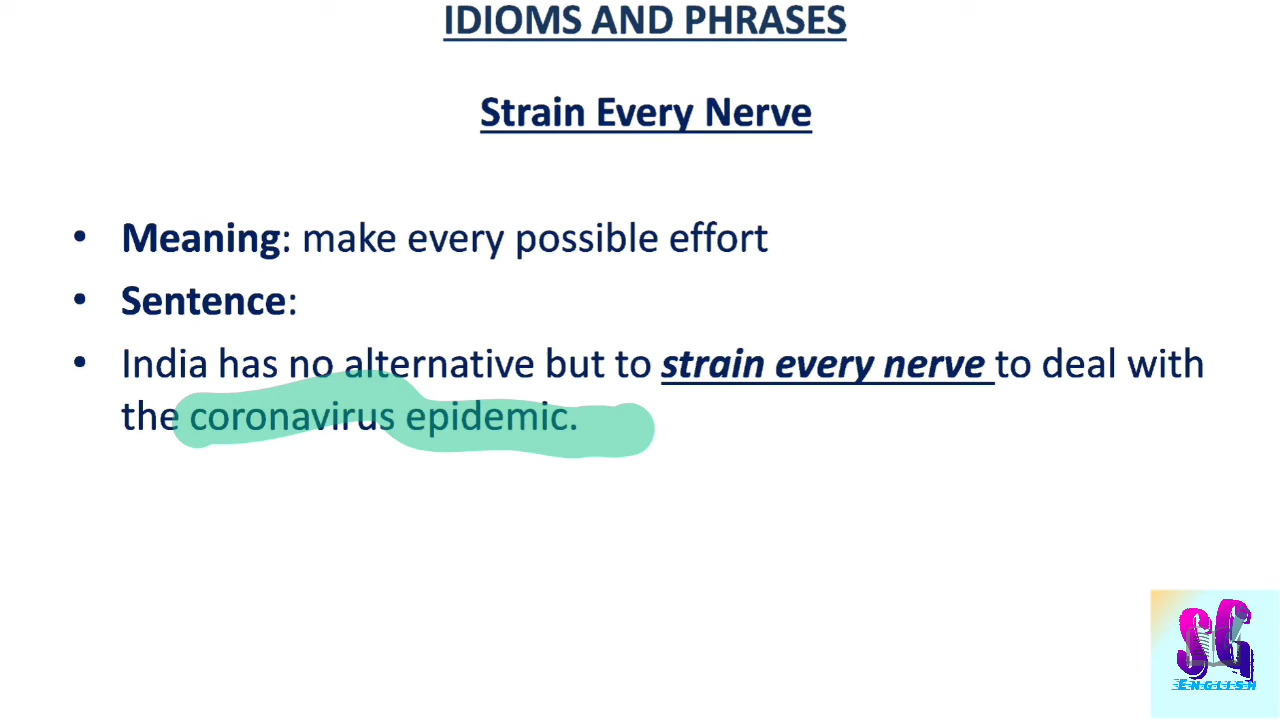 IDIOMS AND PHRASES
Strain Every Nerve
• Meaning: make every possible effort
• Sentence:
• India has no alternative but to strain every nerve to deal with
the coronavirus epidemic.
SG
English